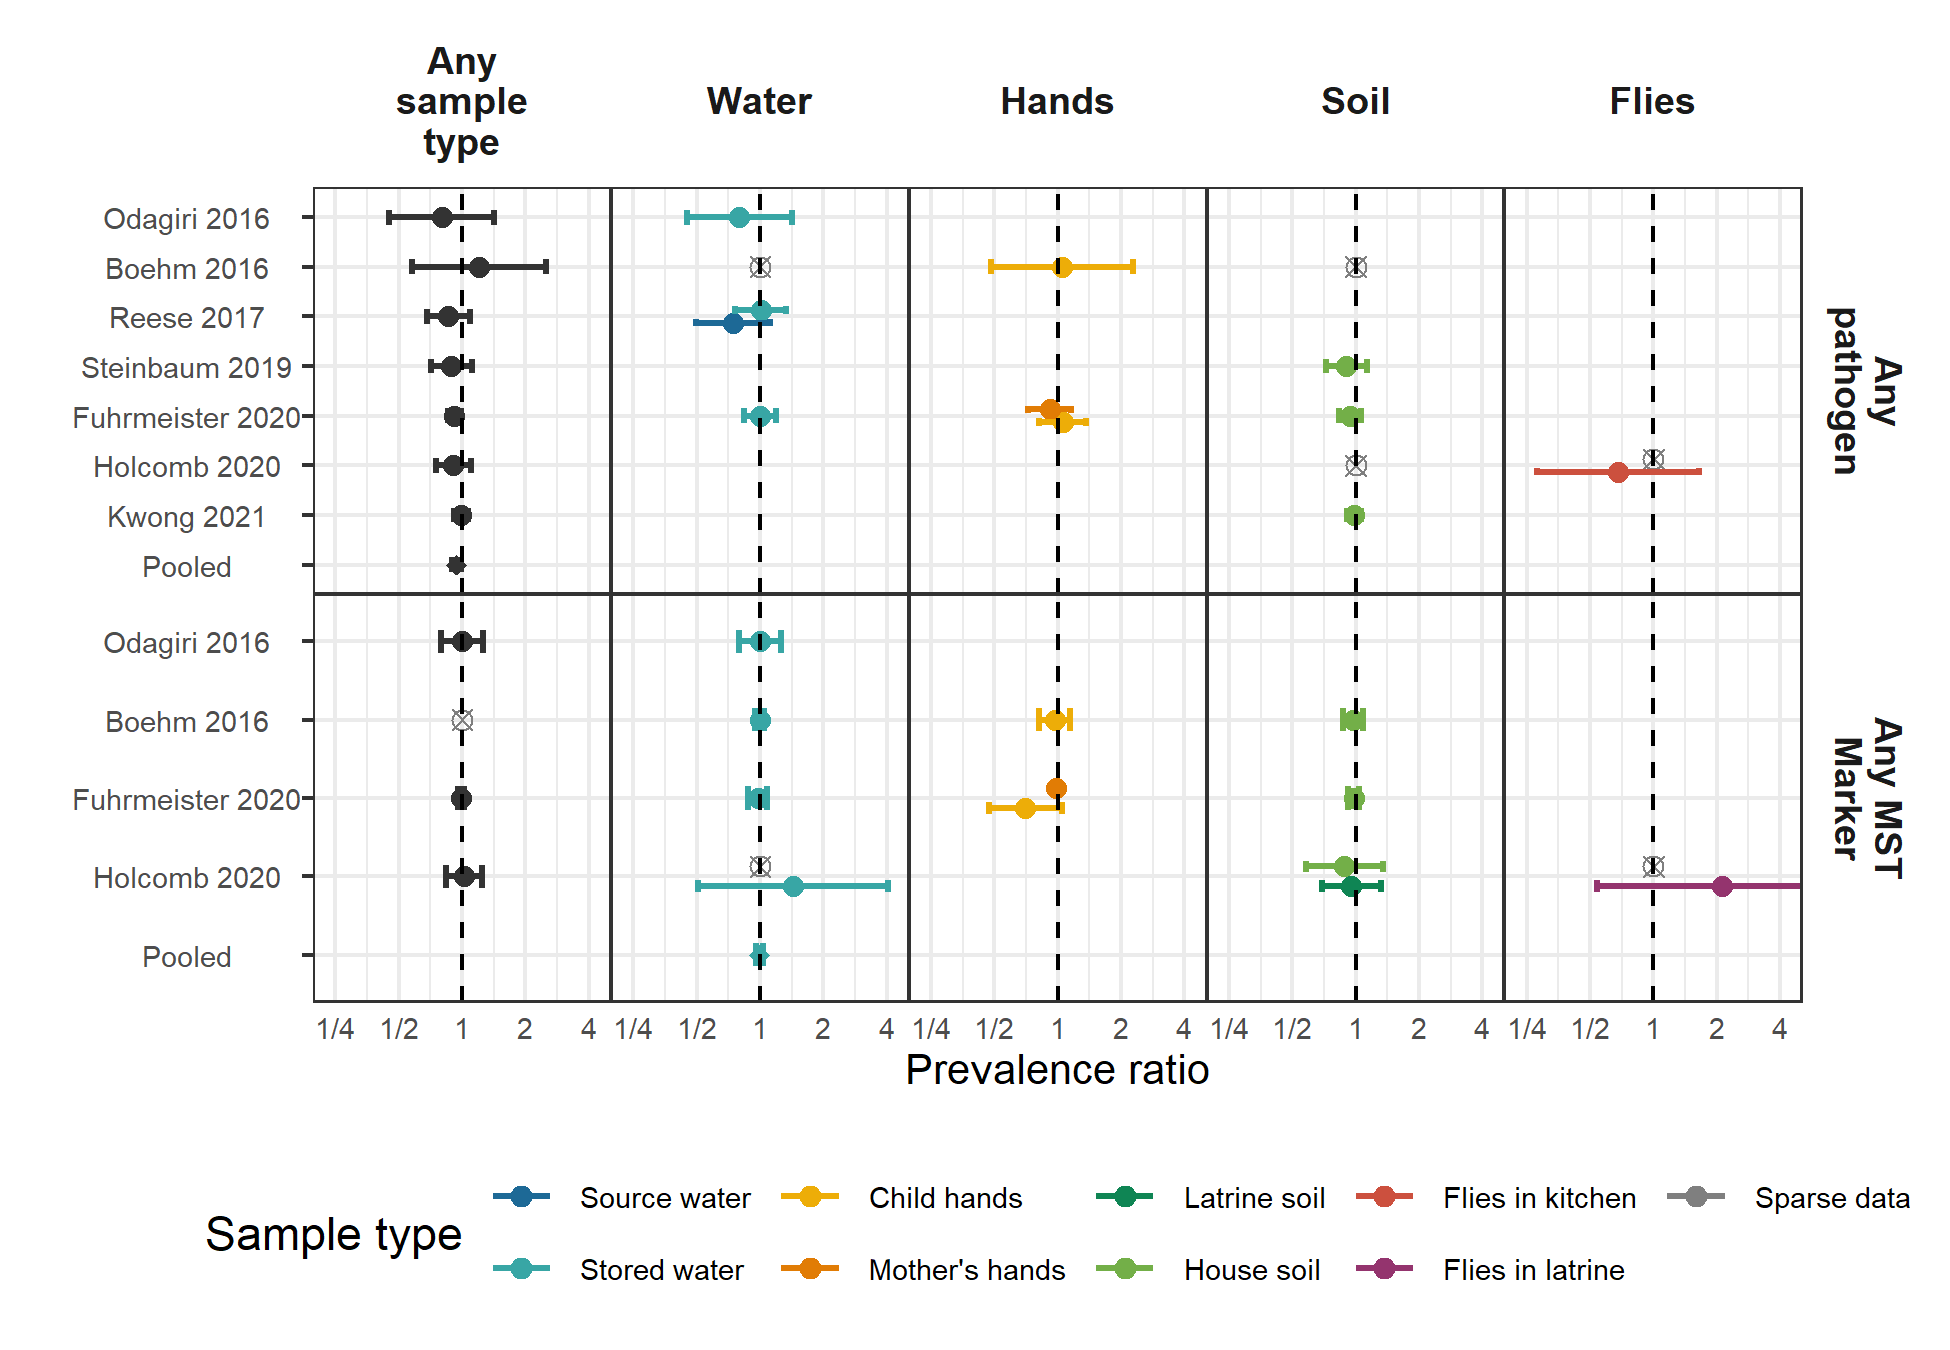 Any
sample
type
Water
Hands
Soil
Flies
Odagiri 2016
Boehm 2016
Reese 2017
Steinbaum 2019
Fuhrmeister 2020
Holcomb 2020
Kwong 2021
Pooled
Any
pathogen
Odagiri 2016
Boehm 2016
Fuhrmeister 2020
Holcomb 2020
Pooled
Any MST
Marker
1/4 1/2 1 2 4 1/4 1/2 1 2 4 1/4 1/2 1 2 4 1/4 1/2 1 2 4 1/4 1/2 1 2 4
Prevalence ratio
Sample type
Source water Child hands Latrine soil Flies in kitchen Sparse data
Stored water Mother's hands House soil Flies in latrine